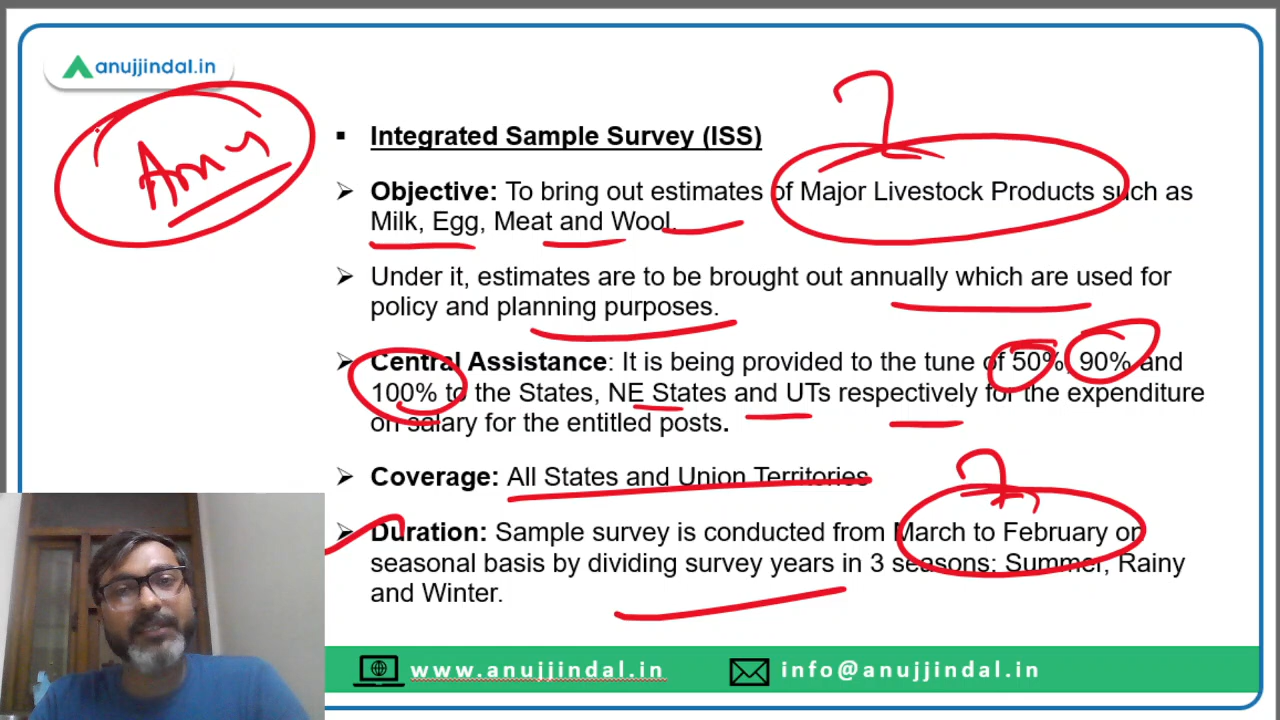 anujjindal.in
Integrated Sample Survey (ISS)
Objective: To bring out estimates of Major Livestock Products such as
Milk, Egg, Meat and Wool.
Under it, estimates are to be brought out annually which are used for
policy and planning purposes.
Central Assistance: It is being provided to the tune of 50%, 90% and
100% to the States, NE States and UTs respectively for the expenditure
on salary for the entitled posts.
Coverage: All States and Union Territories
Duration: Sample survey is conducted from March to February on
seasonal basis by dividing survey years in 3 seasons: Summer, Rainy
and Winter.
www.anujjindal.in info@anujjindal.in